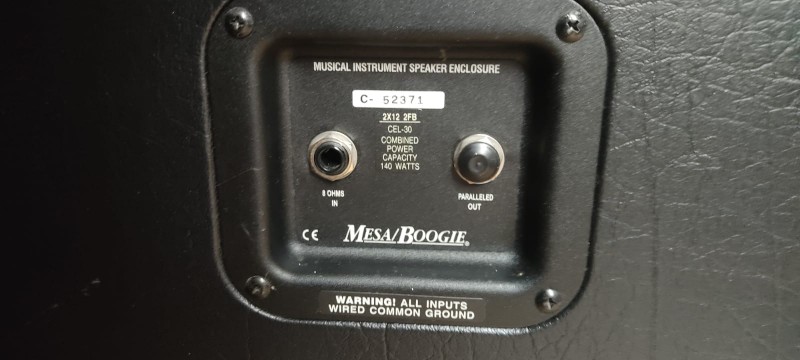 MUSICAL INSTRUMENT SPEAKER ENCLOSURE
C- 52371
2X12 2FB
CEL-30
COMBINED
POWER
CAPACITY
140 WATTS
8 OHMS
IN
PARALLELED
OUT
CE MESA/BOOGIE®
WARNING! ALL INPUTS
WIRED COMMON GROUND